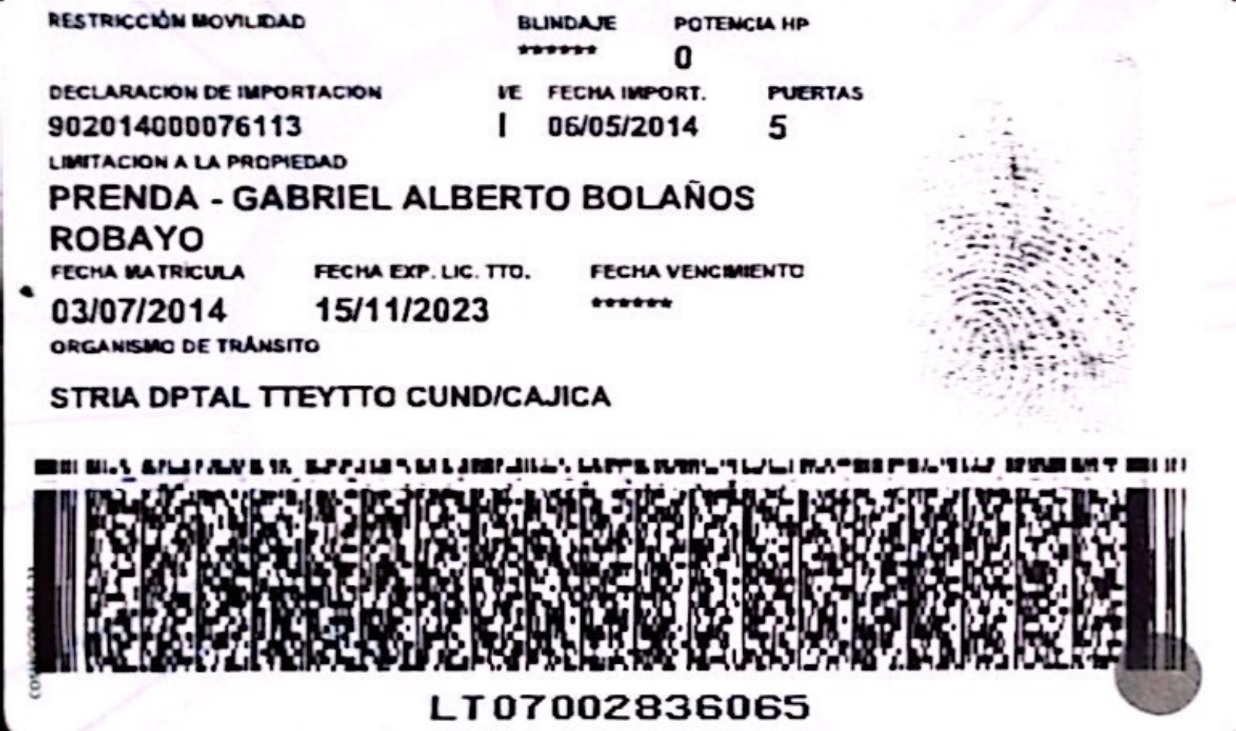 RESTRICCIÓN MOVILIDAD BLINDAJE POTENCIA HP
****** 0
DECLARACION DE IMPORTACION I/E FECHA IMPORT. PUERTAS
902014000076113 I 06/05/2014 5
LIMITACION A LA PROPIEDAD
PRENDA - GABRIEL ALBERTO BOLAÑOS
ROBAYO
FECHA MATRICULA FECHA EXP. LIC. TTO. FECHA VENCIMIENTO
03/07/2014 15/11/2023 ******
ORGANISMO DE TRÁNSITO
STRIA DPTAL TTEYTTO CUND/CAJICA
LT07002836065